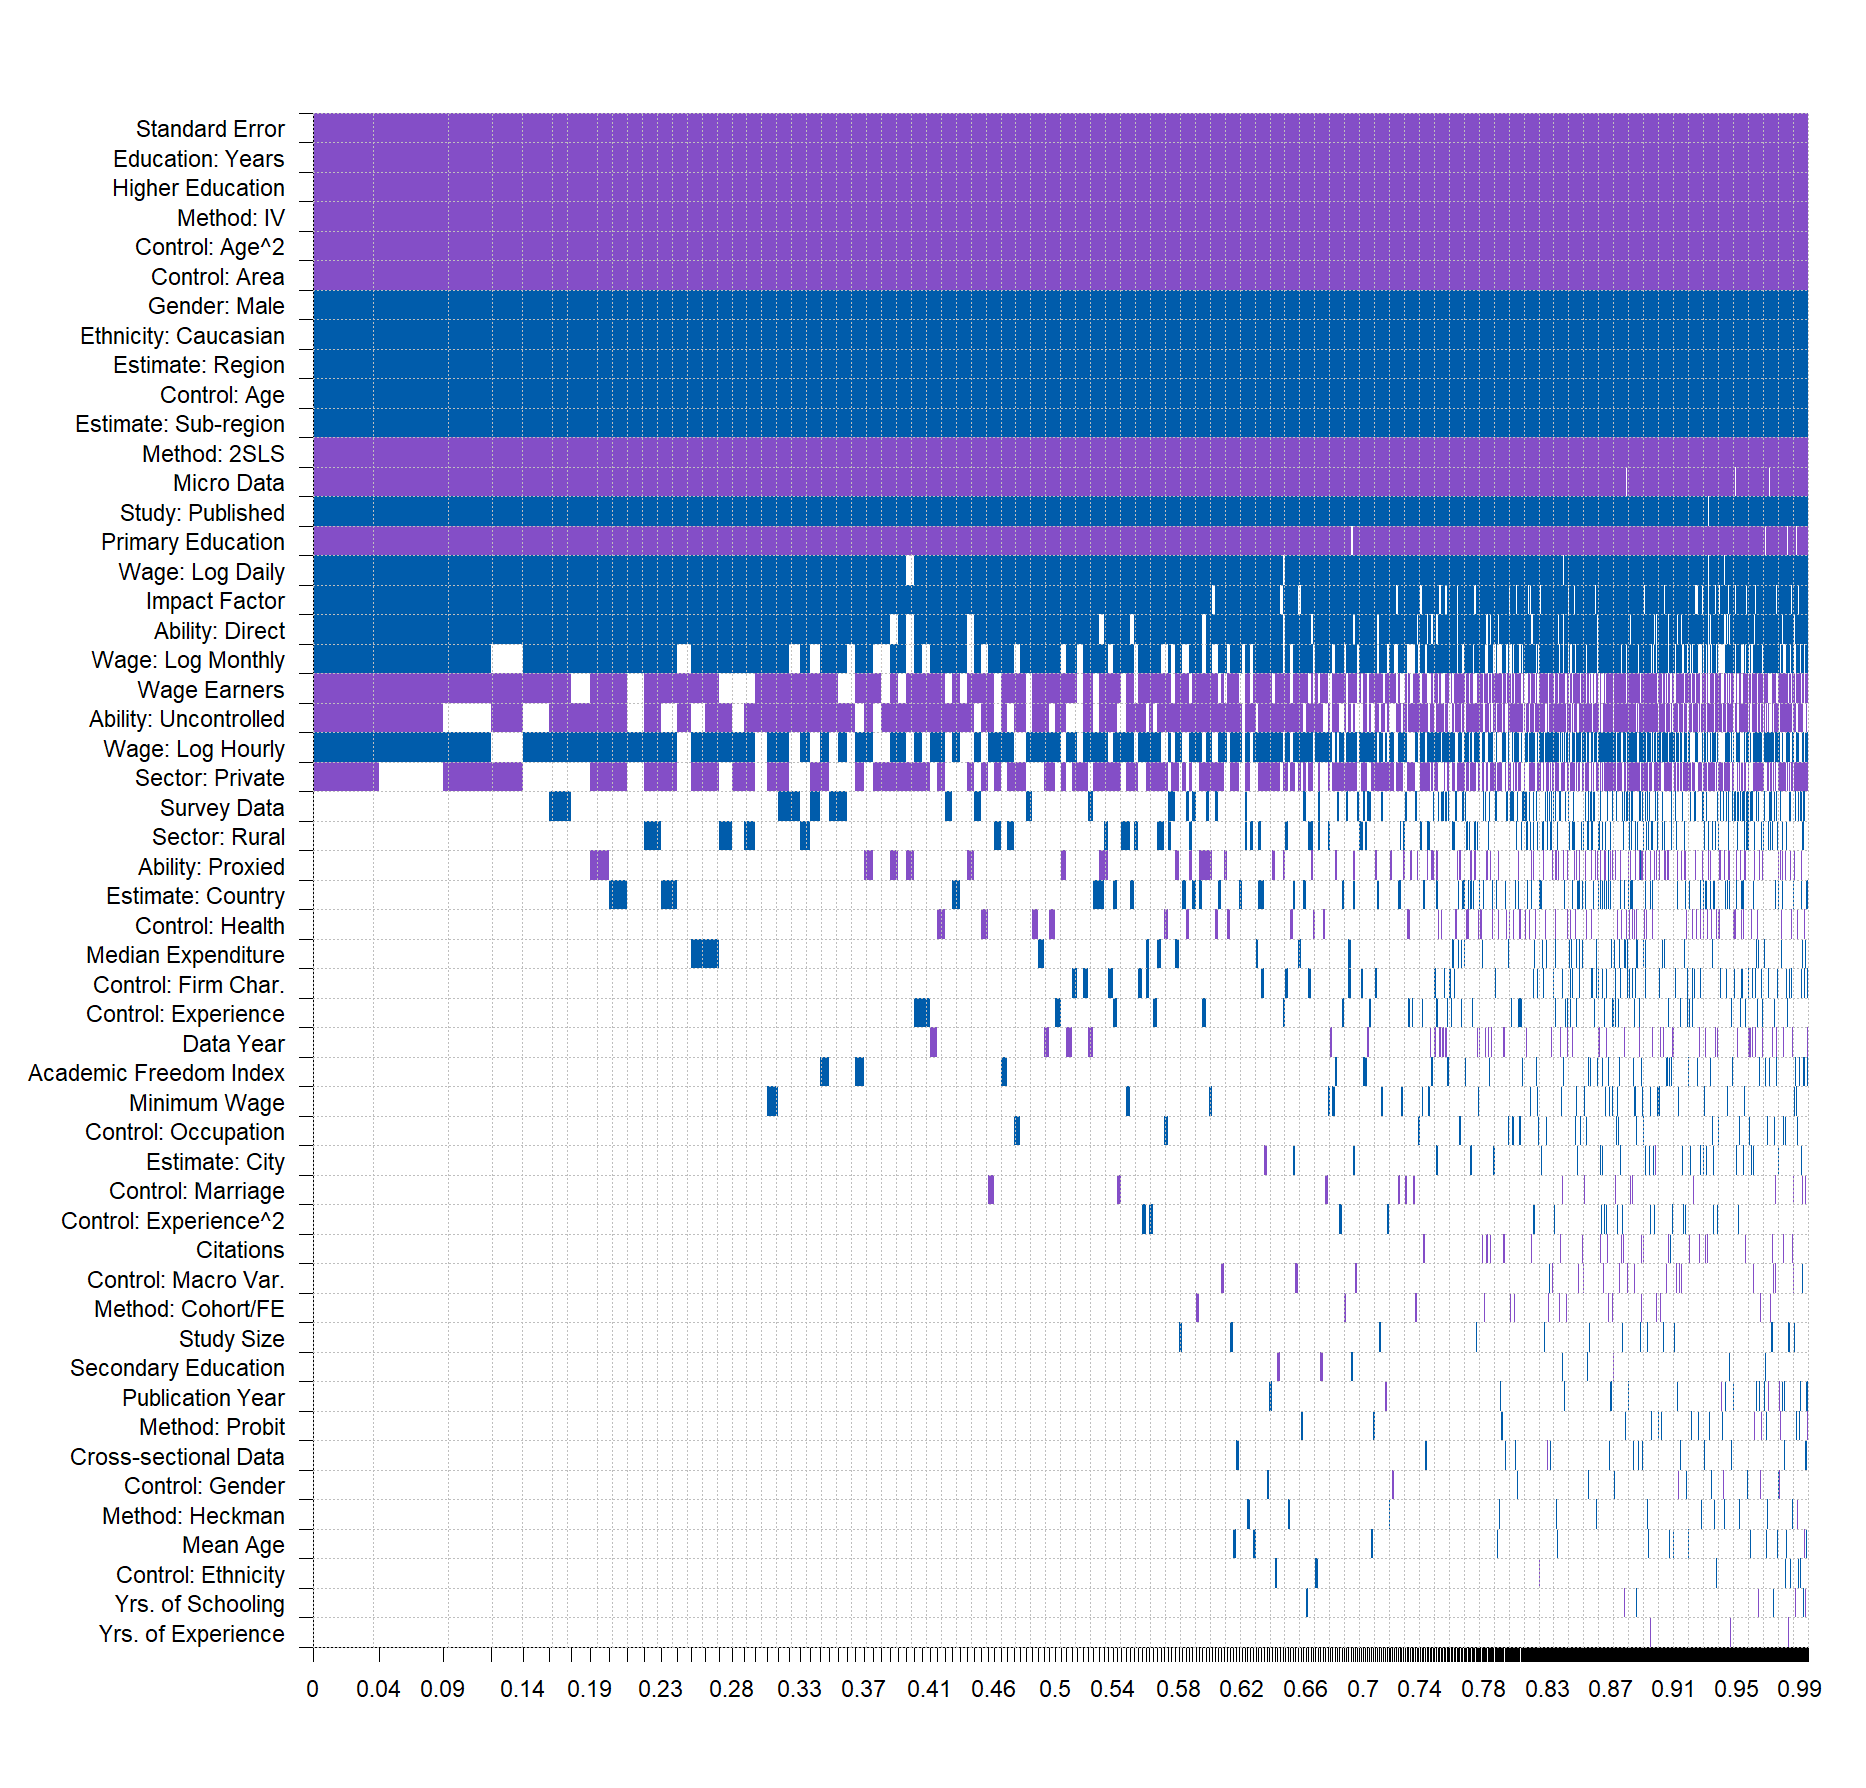 Standard Error
Education: Years
Higher Education
Method: IV
Control: Age^2
Control: Area
Gender: Male
Ethnicity: Caucasian
Estimate: Region
Control: Age
Estimate: Sub-region
Method: 2SLS
Micro Data
Study: Published
Primary Education
Wage: Log Daily
Impact Factor
Ability: Direct
Wage: Log Monthly
Wage Earners
Ability: Uncontrolled
Wage: Log Hourly
Sector: Private
Survey Data
Sector: Rural
Ability: Proxied
Estimate: Country
Control: Health
Median Expenditure
Control: Firm Char.
Control: Experience
Data Year
Academic Freedom Index
Minimum Wage
Control: Occupation
Estimate: City
Control: Marriage
Control: Experience^2
Citations
Control: Macro Var.
Method: Cohort/FE
Study Size
Secondary Education
Publication Year
Method: Probit
Cross-sectional Data
Control: Gender
Method: Heckman
Mean Age
Control: Ethnicity
Yrs. of Schooling
Yrs. of Experience
0 0.04 0.09 0.14 0.19 0.23 0.28 0.33 0.37 0.41 0.46 0.5 0.54 0.58 0.62 0.66 0.7 0.74 0.78 0.83 0.87 0.91 0.95 0.99